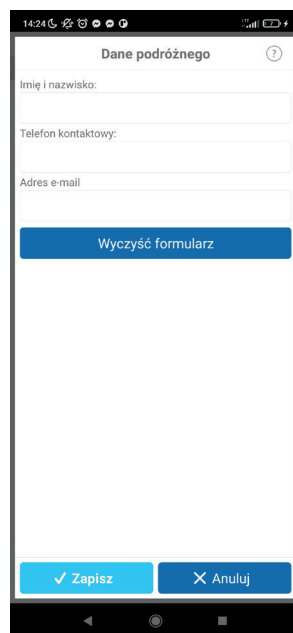 14:24
Dane podróżnego
?
Imię i nazwisko:
Telefon kontaktowy:
Adres e-mail
Wyczyść formularz
Zapisz
Anuluj